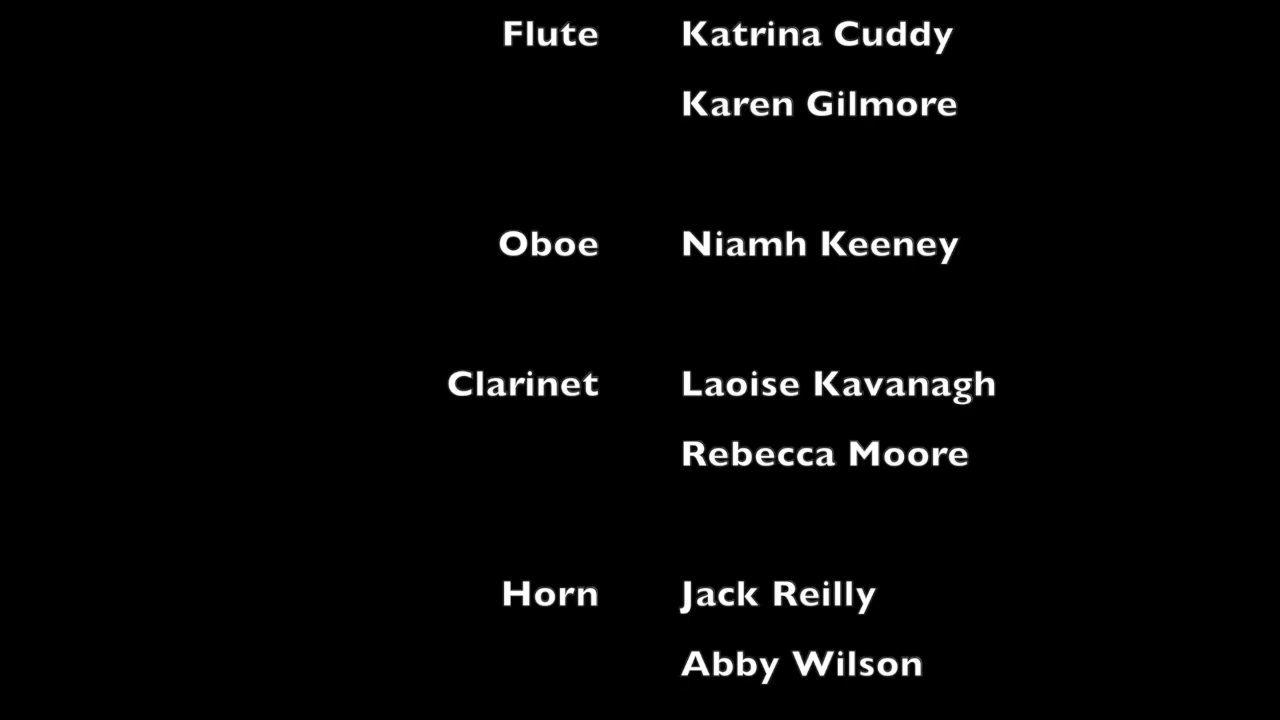 Flute Katrina Cuddy
Karen Gilmore
Oboe Niamh Keeney
Clarinet Laoise Kavanagh
Rebecca Moore
Horn Jack Reilly
Abby Wilson